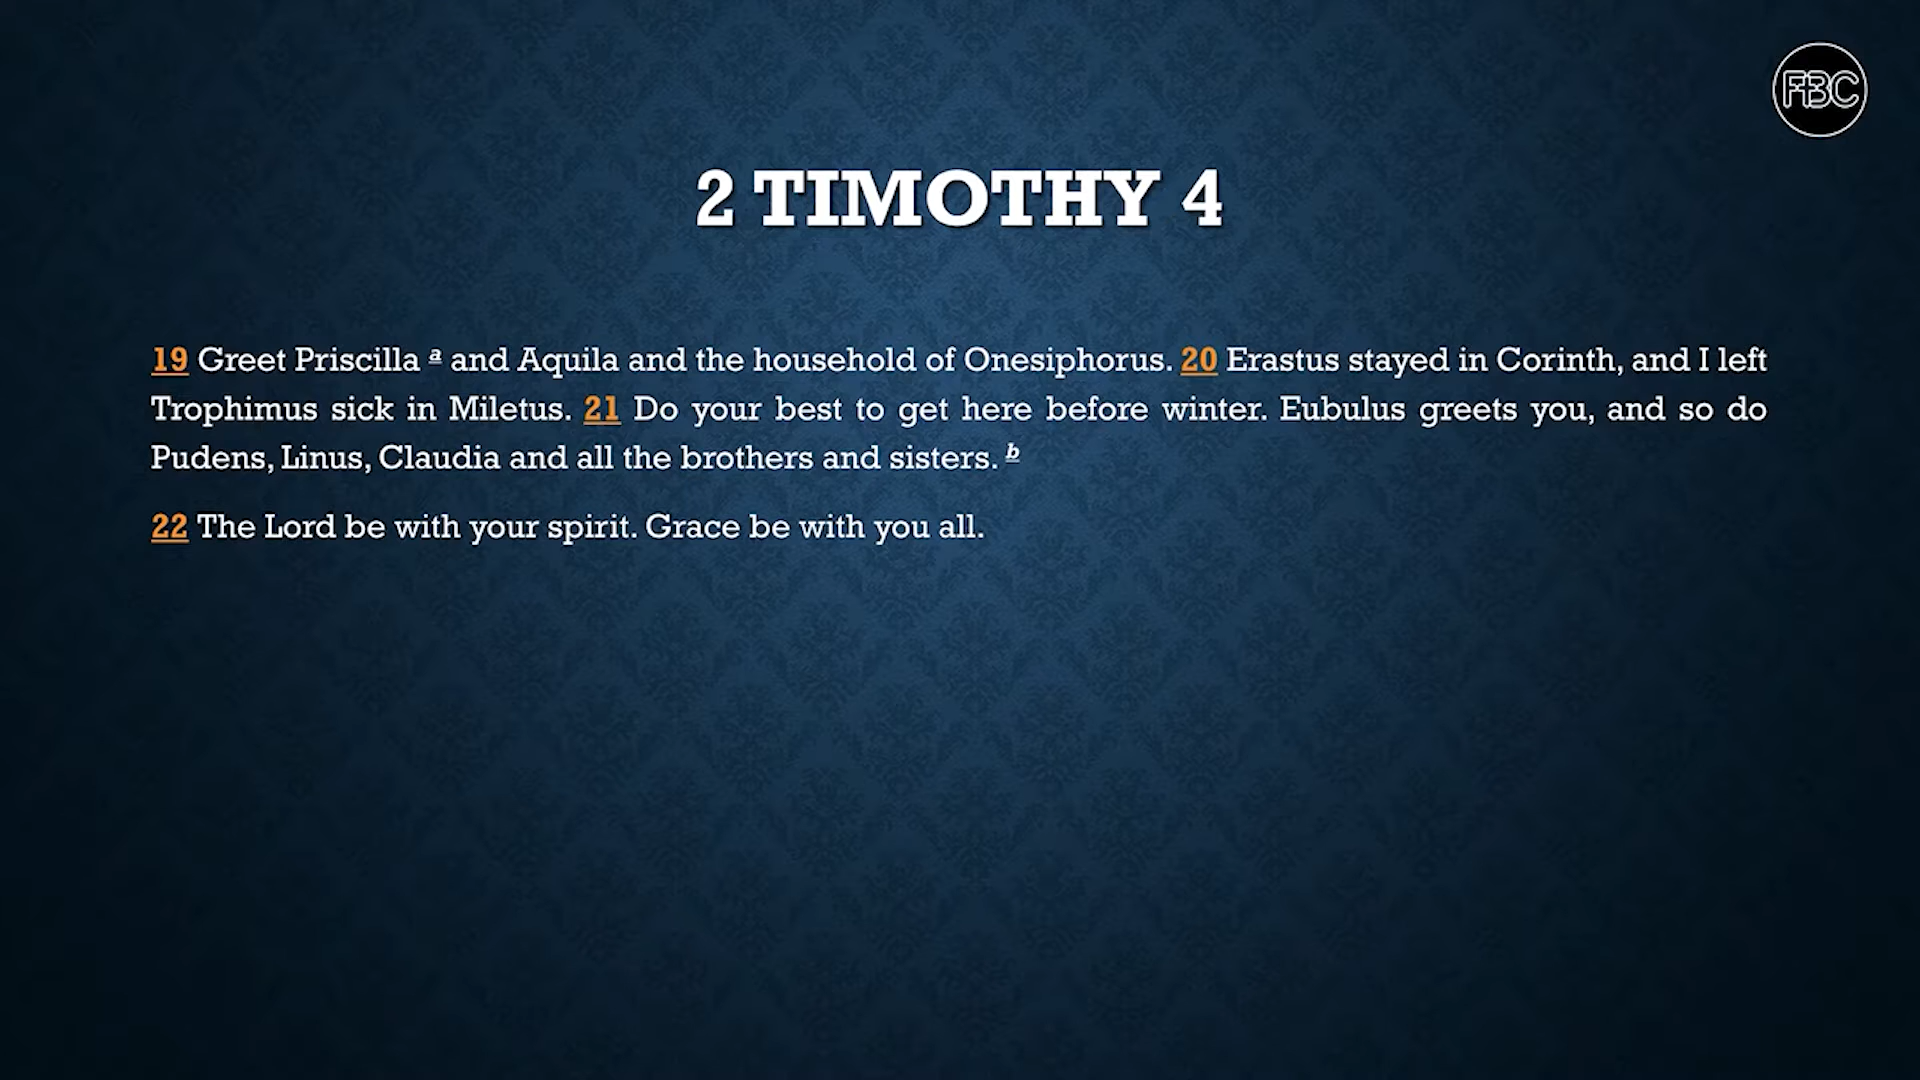 FBC
2 TIMOTHY 4
19 Greet Priscilla a and Aquila and the household of Onesiphorus. 20 Erastus stayed in Corinth, and I left
Trophimus sick in Miletus. 21 Do your best to get here before winter. Eubulus greets you, and so do
Pudens, Linus, Claudia and all the brothers and sisters. b
22 The Lord be with your spirit. Grace be with you all.